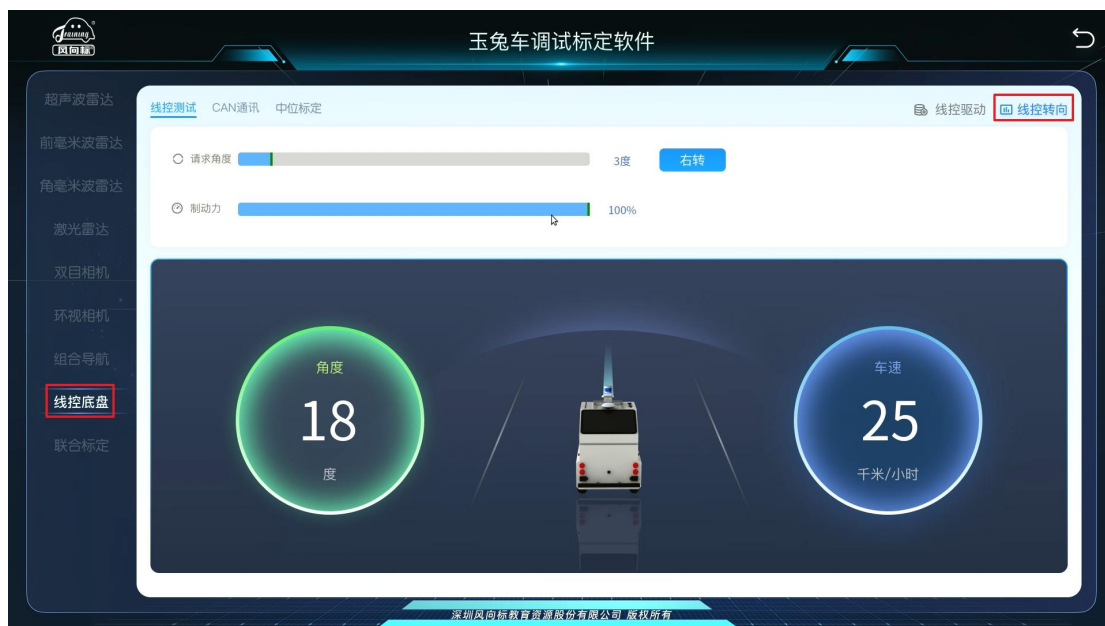 Training
风向标
玉兔车调试标定软件
超声波雷达
前毫米波雷达
角毫米波雷达
激光雷达
双目相机
环视相机
组合导航
线控底盘
联合标定
线控测试 CAN通讯 中位标定
线控驱动 线控转向
请求角度 3度 右转
制动力 100%
角度
18
度
车速
25
千米/小时
深圳风向标教育资源股份有限公司 版权所有